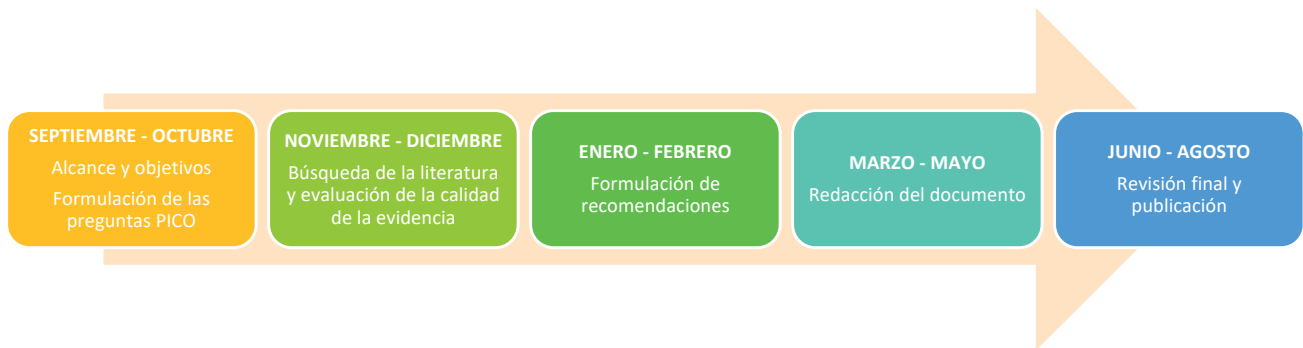 SEPTIEMBRE - OCTUBRE
Alcance y objetivos
Formulación de las
preguntas PICO
NOVIEMBRE - DICIEMBRE
Búsqueda de la literatura
y evaluación de la calidad
de la evidencia
ENERO - FEBRERO
Formulación de
recomendaciones
MARZO - MAYO
Redacción del documento
JUNIO - AGOSTO
Revisión final y
publicación